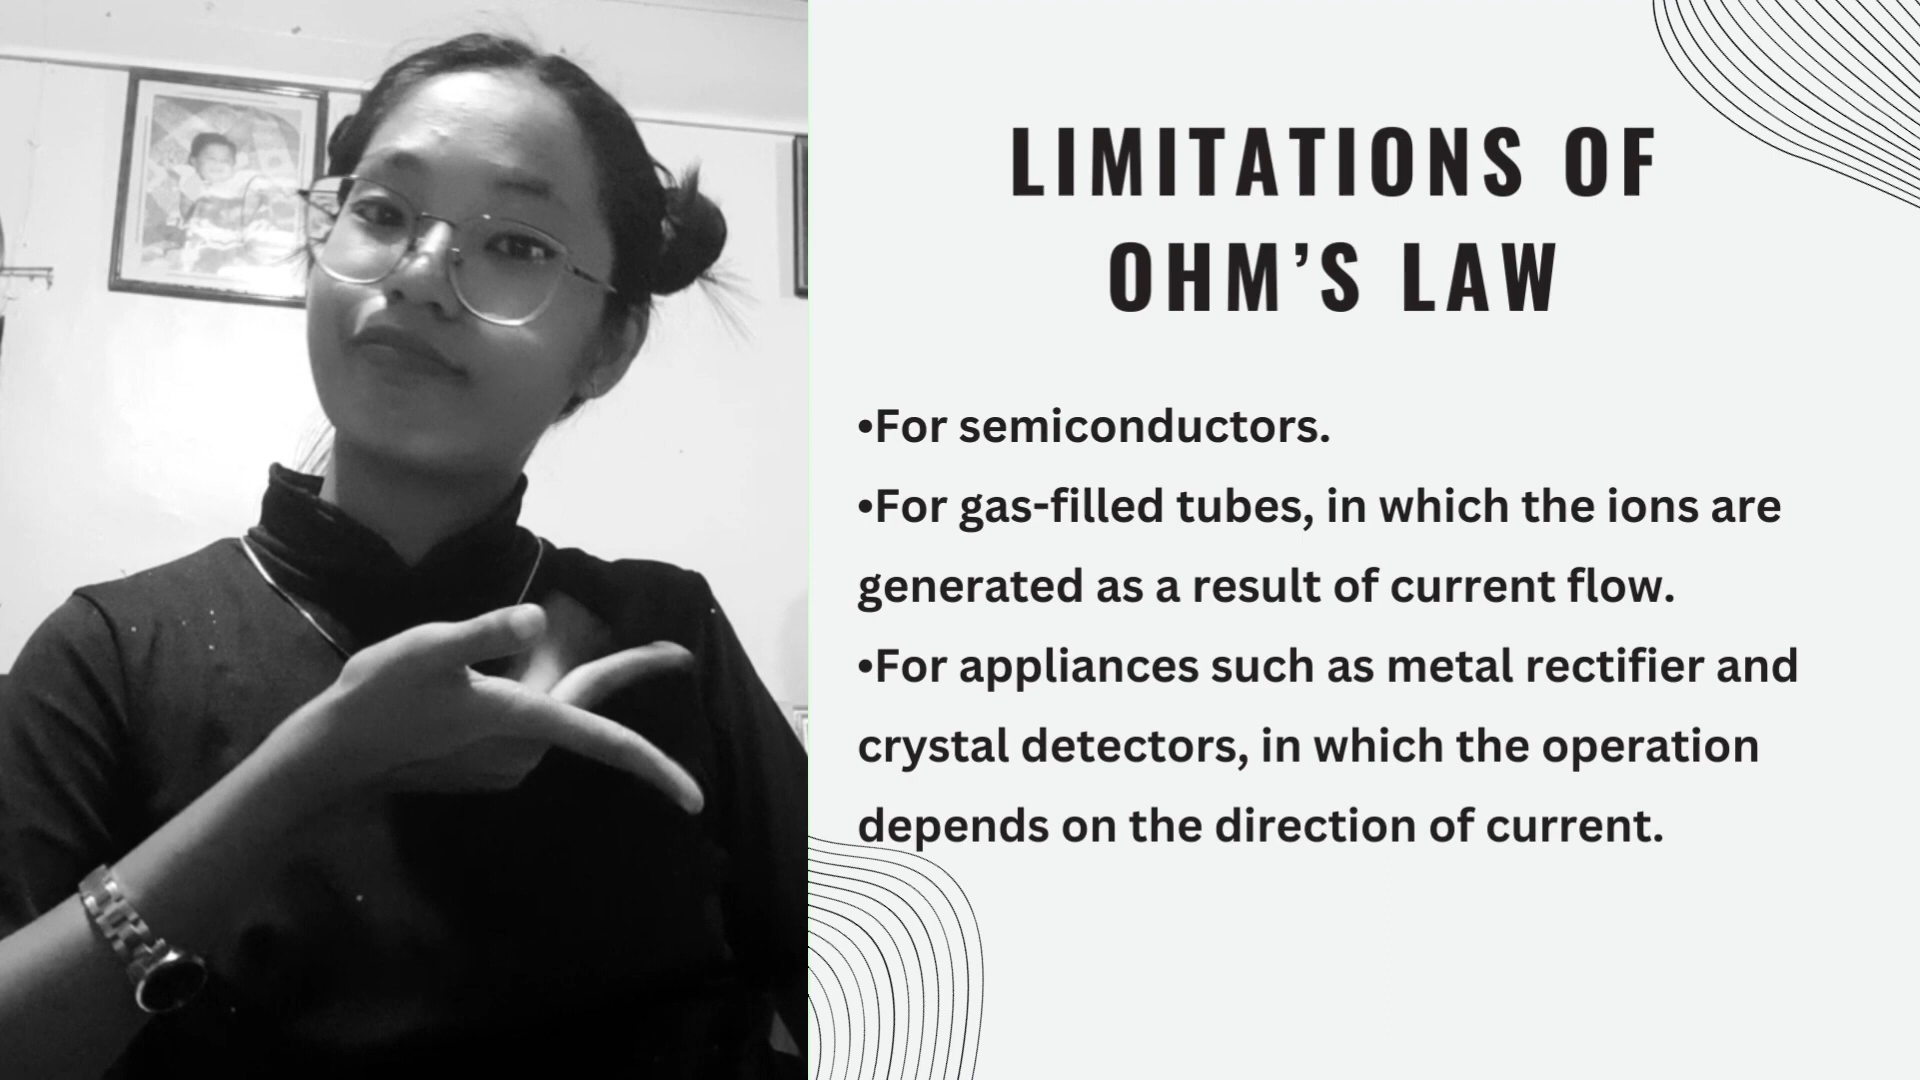 LIMITATIONS OF
OHM’S LAW
•For semiconductors.
•For gas-filled tubes, in which the ions are
generated as a result of current flow.
•For appliances such as metal rectifier and
crystal detectors, in which the operation
depends on the direction of current.